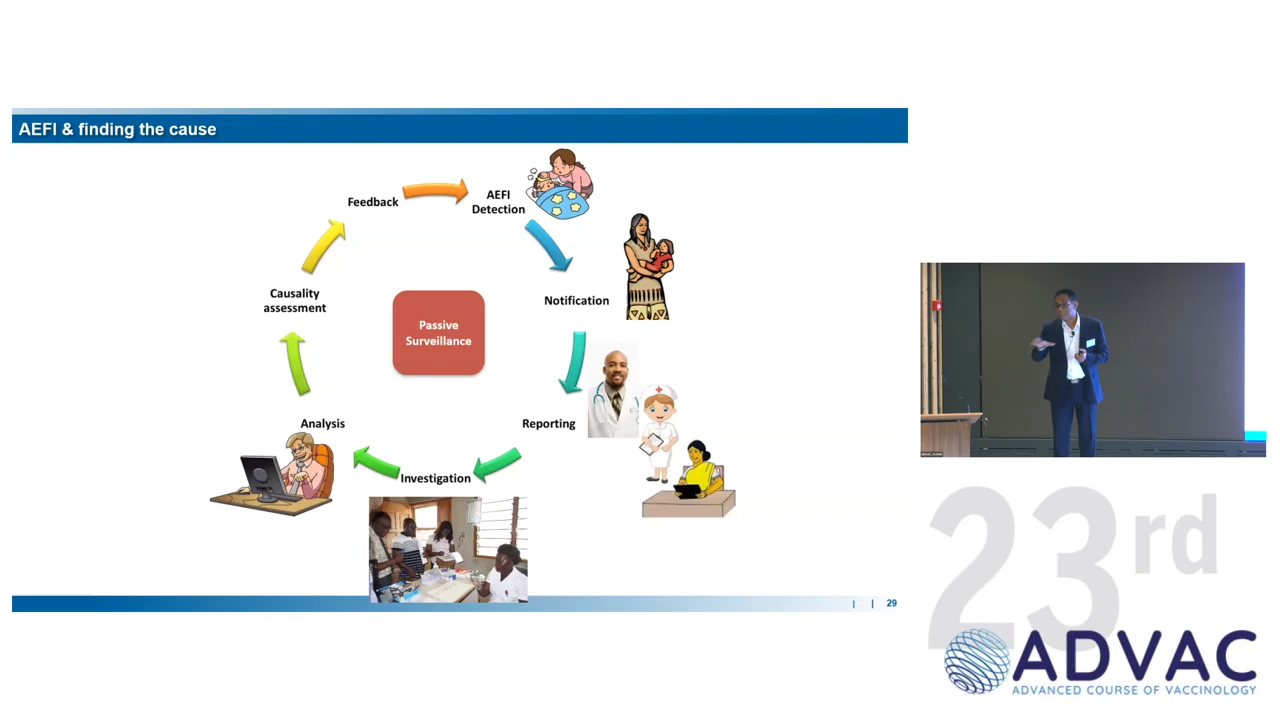 AEFI & finding the cause
Feedback
AEFI
Detection
Notification
Causality
assessment
Passive
Surveillance
Analysis
Reporting
Investigation
| | 29
23rd
ADVAC
ADVANCED COURSE OF VACCINOLOGY